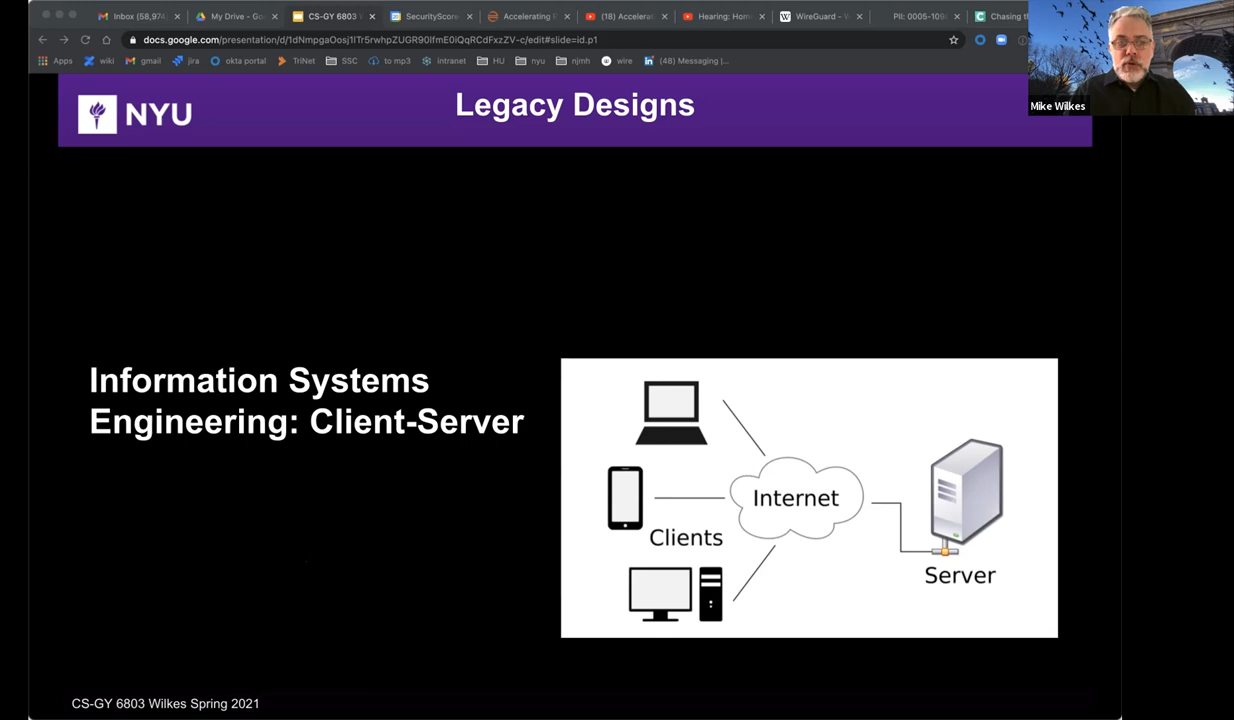 Inbox (58,974
My Drive - Go
CS-GY 6803
SecurityScore
Accelerating
(18) Accelera
Hearing: Hom
WireGuard -
PII: 0005-109
Chasing th
docs.google.com/presentation/d/1dNmpgaOosj1lTr5rwhpZUGR90lfmE0iQqRCdFxzZV-c/edit#slide=id.p1
Apps
wiki
gmail
jira
okta portal
TriNet
SSC
to mp3
intranet
HU
nyu
njmh
wire
(48) Messaging |...
Mike Wilkes
NYU
Legacy Designs
Information Systems
Engineering: Client-Server
Internet
Clients
Server
CS-GY 6803 Wilkes Spring 2021